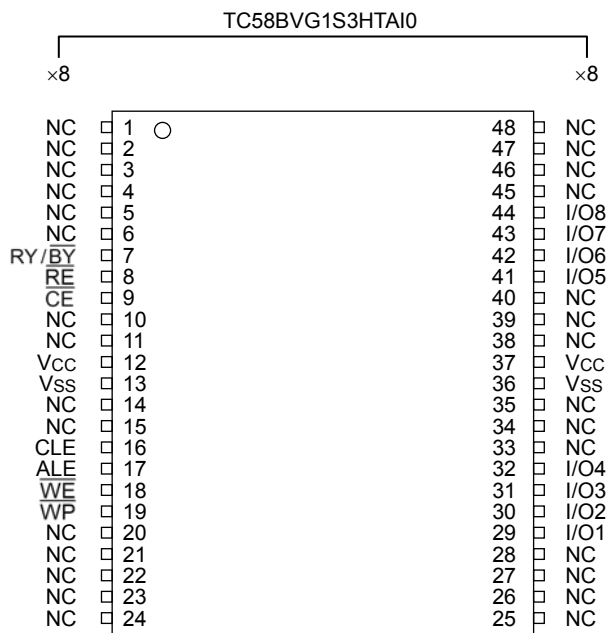 TC58BVG1S3HTAI0
×8 ×8
NC 1 48 NC
NC 2 47 NC
NC 3 46 NC
NC 4 45 NC
NC 5 44 I/O8
NC 6 43 I/O7
RY/B̅Y̅ 7 42 I/O6
R̅E̅ 8 41 I/O5
C̅E̅ 9 40 NC
NC 10 39 NC
NC 11 38 NC
VCC 12 37 VCC
VSS 13 36 VSS
NC 14 35 NC
NC 15 34 NC
CLE 16 33 NC
ALE 17 32 I/O4
W̅E̅ 18 31 I/O3
W̅P̅ 19 30 I/O2
NC 20 29 I/O1
NC 21 28 NC
NC 22 27 NC
NC 23 26 NC
NC 24 25 NC